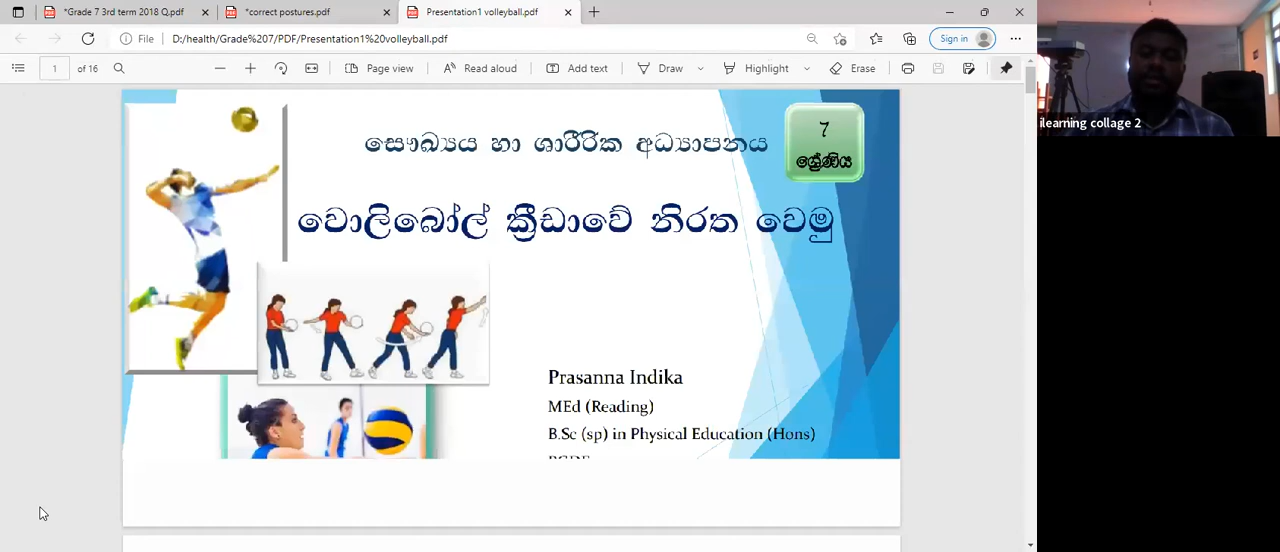 *Grade 7 3rd term 2018 Q.pdf
*correct postures.pdf
Presentation1 volleyball.pdf
File
D:/health/Grade%207/PDF/Presentation1%20volleyball.pdf
Sign in
1 of 16
Page view
Read aloud
Add text
Draw
Highlight
Erase
ilearning collage 2
සෞඛ්‍යය හා ශාරීරික අධ්‍යාපනය
7
ශ්‍රේණිය
වොලිබෝල් ක්‍රීඩාවේ නිරත වෙමු
Prasanna Indika
MEd (Reading)
B.Sc (sp) in Physical Education (Hons)